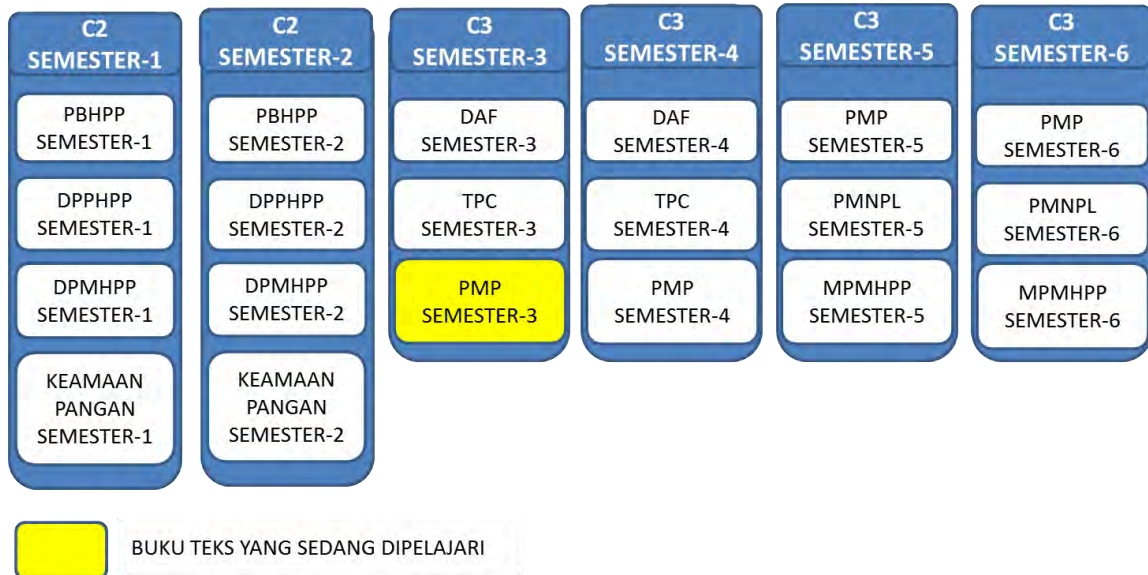 C2
SEMESTER-1
PBHPP
SEMESTER-1
DPPHPP
SEMESTER-1
DPMHPP
SEMESTER-1
KEAMAAN
PANGAN
SEMESTER-1
C2
SEMESTER-2
PBHPP
SEMESTER-2
DPPHPP
SEMESTER-2
DPMHPP
SEMESTER-2
KEAMAAN
PANGAN
SEMESTER-2
C3
SEMESTER-3
DAF
SEMESTER-3
TPC
SEMESTER-3
PMP
SEMESTER-3
C3
SEMESTER-4
DAF
SEMESTER-4
TPC
SEMESTER-4
PMP
SEMESTER-4
C3
SEMESTER-5
PMP
SEMESTER-5
PMNPL
SEMESTER-5
MPMHPP
SEMESTER-5
C3
SEMESTER-6
PMP
SEMESTER-6
PMNPL
SEMESTER-6
MPMHPP
SEMESTER-6
BUKU TEKS YANG SEDANG DIPELAJARI